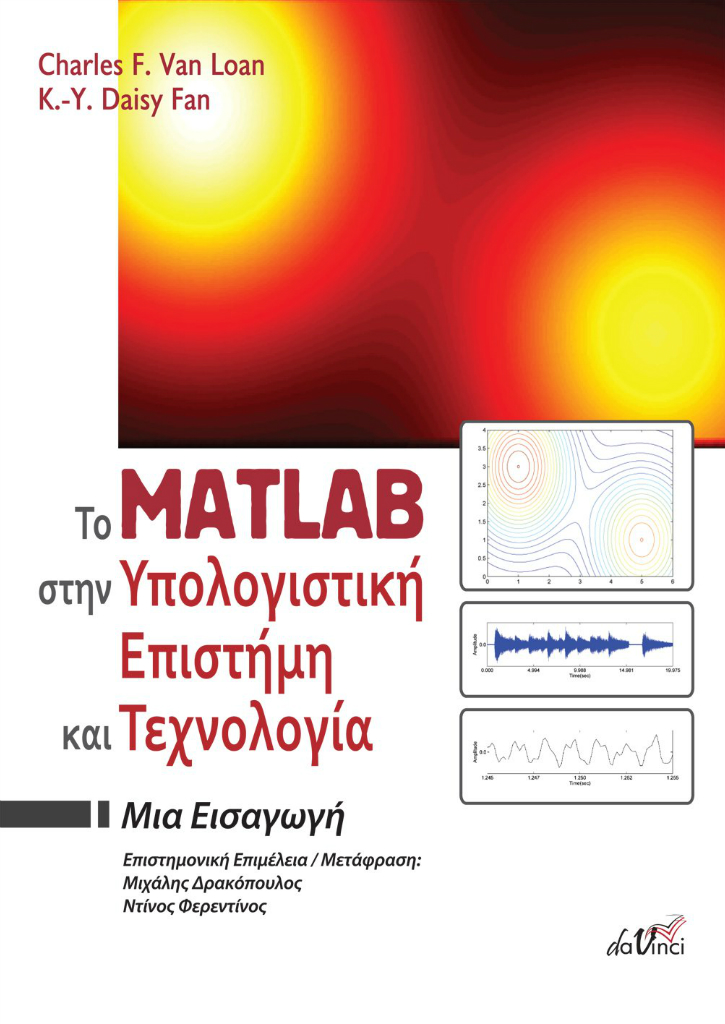 Charles F. Van Loan
K.-Y. Daisy Fan
Το MATLAB
στην Υπολογιστική
Επιστήμη
και Τεχνολογία
Μια Εισαγωγή
Επιστημονική Επιμέλεια / Μετάφραση:
Μιχάλης Δρακόπουλος
Ντίνος Φερεντίνος
4
3.5
3
2.5
2
1.5
1
0.5
0
0 1 2 3 4 5 6
Amplitude
0.0
0.000 4.994 9.988 14.981 19.975
Time(sec)
Amplitude
0.0
1.245 1.247 1.250 1.252 1.255
Time(sec)
da Vinci